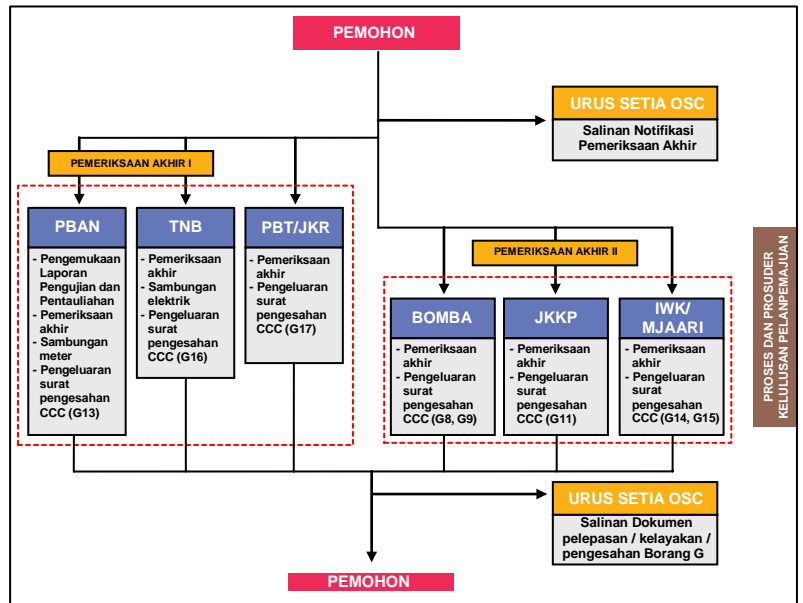 PEMOHON
URUS SETIA OSC
Salinan Notifikasi
Pemeriksaan Akhir
PEMERIKSAAN AKHIR I
PBAN
- Pengemukaan
Laporan
Pengujian dan
Pentauliahan
- Pemeriksaan
akhir
- Sambungan
meter
- Pengeluaran
surat
pengesahan
CCC (G13)
TNB
- Pemeriksaan
akhir
- Sambungan
elektrik
- Pengeluaran
surat
pengesahan
CCC (G16)
PBT/JKR
- Pemeriksaan
akhir
- Pengeluaran
surat
pengesahan
CCC (G17)
PEMERIKSAAN AKHIR II
BOMBA
- Pemeriksaan
akhir
- Pengeluaran
surat
pengesahan
CCC (G8, G9)
JKKP
- Pemeriksaan
akhir
- Pengeluaran
surat
pengesahan
CCC (G11)
IWK/
MJAARI
- Pemeriksaan
akhir
- Pengeluaran
surat
pengesahan
CCC (G14, G15)
PROSES DAN PROSUDER
KELULUSAN PELANPEMAJUAN
URUS SETIA OSC
Salinan Dokumen
pelepasan / kelayakan /
pengesahan Borang G
PEMOHON